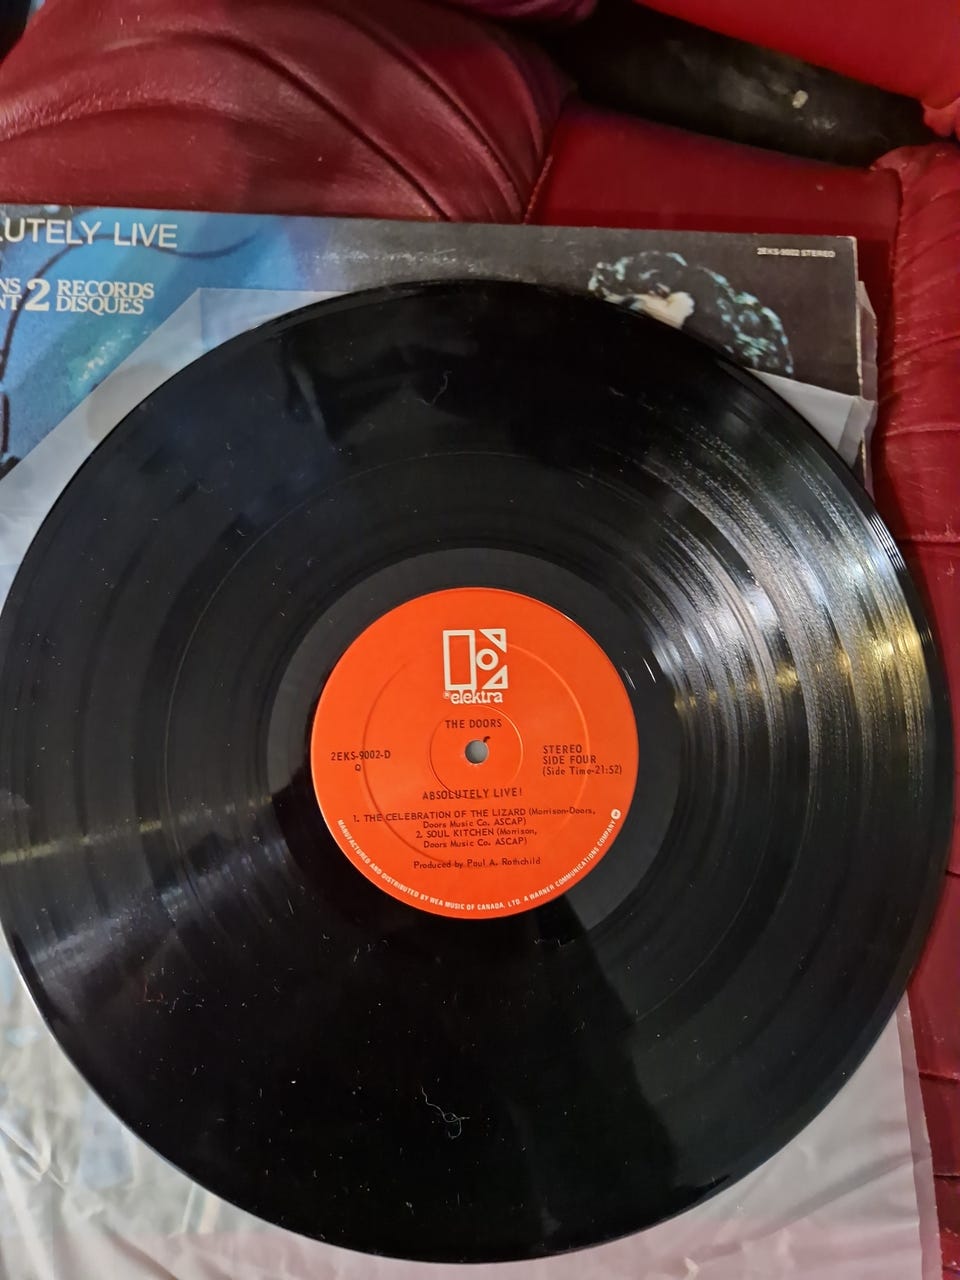 LUTELY LIVE
2EKS-9002 STEREO
NS 2 RECORDS
NT DISQUES
elektra
THE DOORS
2EKS-9002-D
STEREO
SIDE FOUR
(Side Time-21:52)
ABSOLUTELY LIVE!
1. THE CELEBRATION OF THE LIZARD (Morrison-Doors,
Doors Music Co. ASCAP)
2. SOUL KITCHEN (Morrison,
Doors Music Co. ASCAP)
Produced by Paul A. Rothchild
MANUFACTURED AND DISTRIBUTED BY WEA MUSIC OF CANADA, LTD. A WARNER COMMUNICATIONS COMPANY